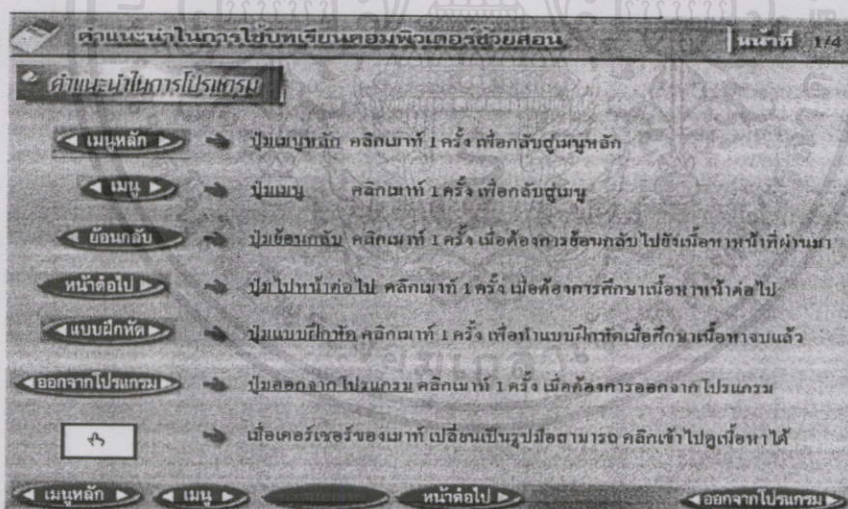 คำแนะนำในการใช้บทเรียนคอมพิวเตอร์ช่วยสอน หน้าที่ 1/4
คำแนะนำในการโปรแกรม
เมนูหลัก ปุ่มเมนูหลัก คลิกเมาท์ 1 ครั้ง เพื่อกลับสู่เมนูหลัก
เมนู ปุ่มเมนู คลิกเมาท์ 1 ครั้ง เพื่อกลับสู่เมนู
ย้อนกลับ ปุ่มย้อนกลับ คลิกเมาท์ 1 ครั้ง เมื่อต้องการย้อนกลับไปยังเนื้อหาหน้าที่ผ่านมา
หน้าต่อไป ปุ่มไปหน้าต่อไป คลิกเมาท์ 1 ครั้ง เมื่อต้องการศึกษาเนื้อหาหน้าต่อไป
แบบฝึกหัด ปุ่มแบบฝึกหัด คลิกเมาท์ 1 ครั้ง เพื่อทำแบบฝึกหัดเมื่อศึกษาเนื้อหาจบแล้ว
ออกจากโปรแกรม ปุ่มออกจากโปรแกรม คลิกเมาท์ 1 ครั้ง เมื่อต้องการออกจากโปรแกรม
เมื่อเคอร์เซอร์ของเมาท์ เปลี่ยนเป็นรูปมือสามารถ คลิกเข้าไปดูเนื้อหาได้
เมนูหลัก เมนู หน้าต่อไป ออกจากโปรแกรม